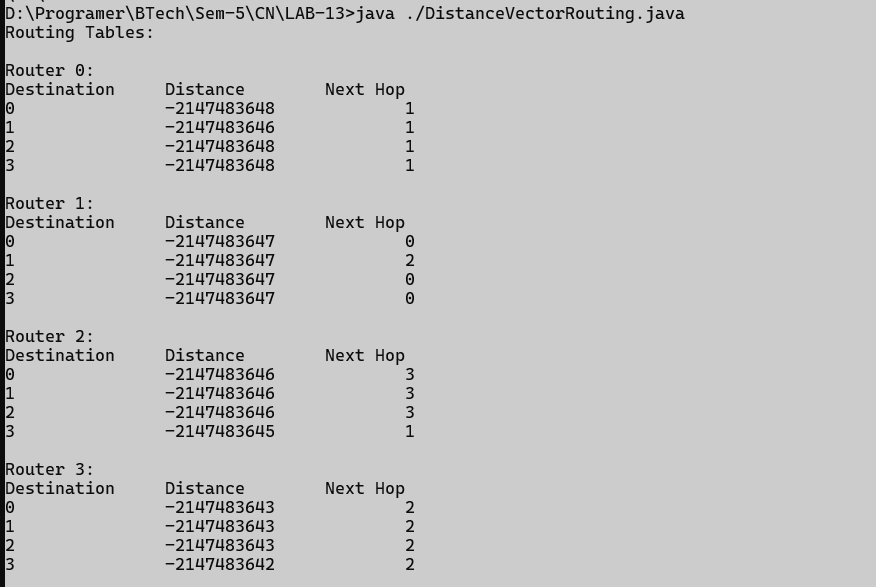 D:\Programer\BTech\Sem-5\CN\LAB-13>java ./DistanceVectorRouting.java
Routing Tables:

Router 0:
Destination     Distance        Next Hop
0               -2147483648             1
1               -2147483646             1
2               -2147483648             1
3               -2147483648             1

Router 1:
Destination     Distance        Next Hop
0               -2147483647             0
1               -2147483647             2
2               -2147483647             0
3               -2147483647             0

Router 2:
Destination     Distance        Next Hop
0               -2147483646             3
1               -2147483646             3
2               -2147483646             3
3               -2147483645             1

Router 3:
Destination     Distance        Next Hop
0               -2147483643             2
1               -2147483643             2
2               -2147483643             2
3               -2147483642             2